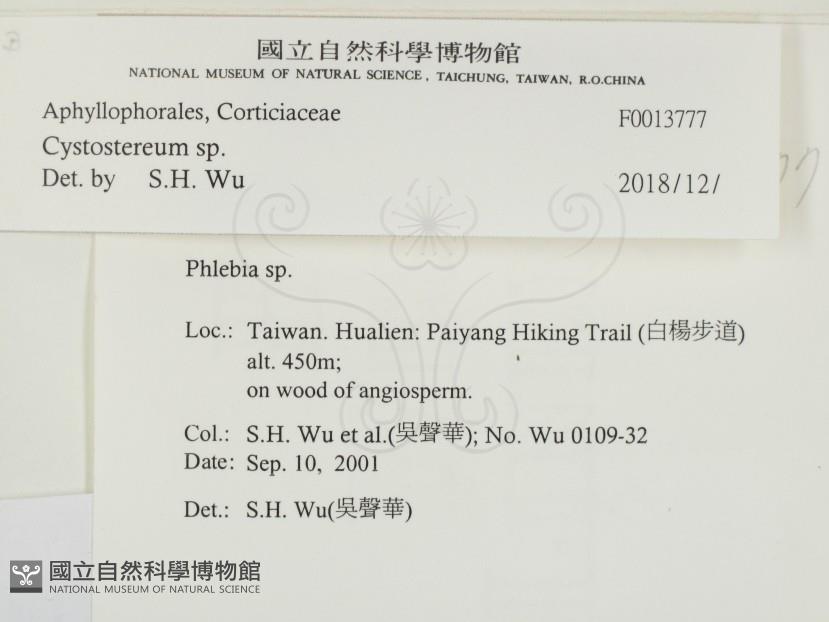 國立自然科學博物館
NATIONAL MUSEUM OF NATURAL SCIENCE, TAICHUNG, TAIWAN, R.O.CHINA
Aphyllophorales, Corticiaceae F0013777
Cystostereum sp.
Det. by S.H. Wu 2018/12/
Phlebia sp.
Loc.: Taiwan. Hualien: Paiyang Hiking Trail (白楊步道)
alt. 450m;
on wood of angiosperm.
Col.: S.H. Wu et al.(吳聲華); No. Wu 0109-32
Date: Sep. 10, 2001
Det.: S.H. Wu(吳聲華)
國立自然科學博物館
NATIONAL MUSEUM OF NATURAL SCIENCE